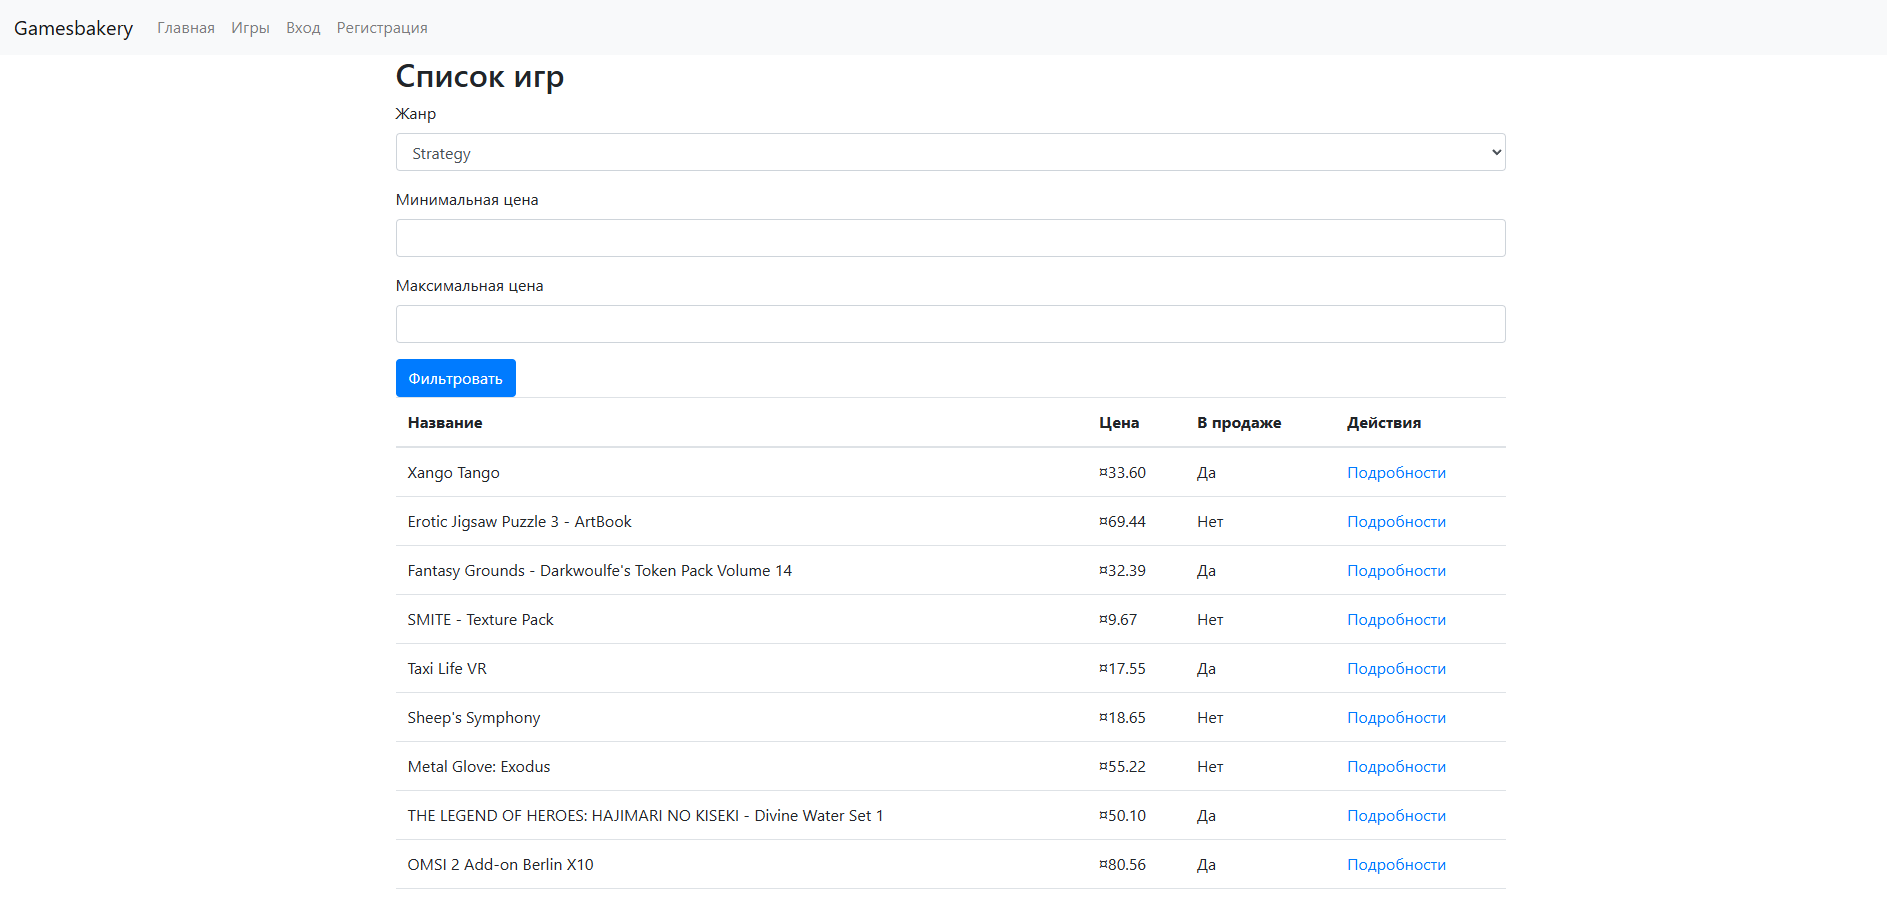 Gamesbakery Главная Игры Вход Регистрация
Список игр
Жанр
Strategy
Минимальная цена
Максимальная цена
Фильтровать
Название Цена В продаже Действия
Xango Tango ¤33.60 Да Подробности
Erotic Jigsaw Puzzle 3 - ArtBook ¤69.44 Нет Подробности
Fantasy Grounds - Darkwoulfe's Token Pack Volume 14 ¤32.39 Да Подробности
SMITE - Texture Pack ¤9.67 Нет Подробности
Taxi Life VR ¤17.55 Да Подробности
Sheep's Symphony ¤18.65 Нет Подробности
Metal Glove: Exodus ¤55.22 Нет Подробности
THE LEGEND OF HEROES: HAJIMARI NO KISEKI - Divine Water Set 1 ¤50.10 Да Подробности
OMSI 2 Add-on Berlin X10 ¤80.56 Да Подробности